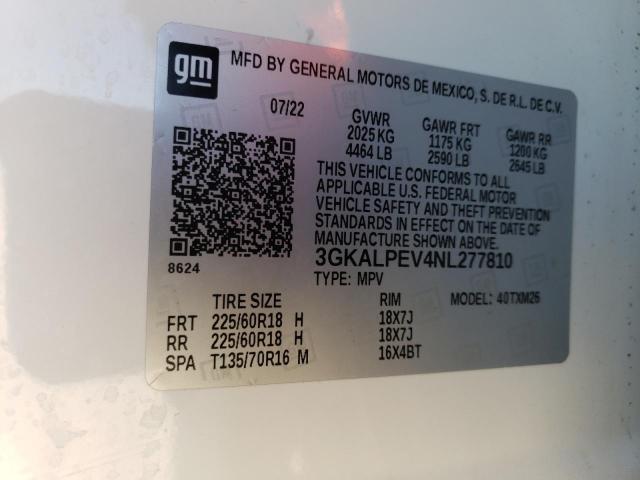 gm
MFD BY GENERAL MOTORS DE MEXICO, S. DE R.L. DE C.V.
07/22 GVWR GAWR FRT GAWR RR
2025 KG 1175 KG 1200 KG
4464 LB 2590 LB 2645 LB
THIS VEHICLE CONFORMS TO ALL
APPLICABLE U.S. FEDERAL MOTOR
VEHICLE SAFETY AND THEFT PREVENTION
STANDARDS IN EFFECT ON THE DATE OF
MANUFACTURE SHOWN ABOVE.
8624 3GKALPEV4NL277810
TYPE: MPV
TIRE SIZE RIM MODEL: 40TXM26
FRT 225/60R18 H 18X7J
RR 225/60R18 H 18X7J
SPA T135/70R16 M 16X4BT